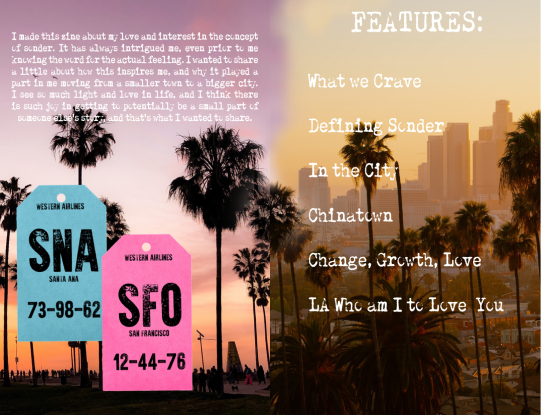 I made this zine about my love and interest in the concept
of sonder. It has always intrigued me, even prior to me
knowing the word for the actual feeling. I wanted to share
a little about how this inspires me, and why it played a
part in me moving from a smaller town to a bigger city.
I see so much light and love in life, and I think there
is such joy in getting to potentially be a small part of
someone else's story, and that's what I wanted to share.
WESTERN AIRLINES
SNA
SANTA ANA
73-98-62
WESTERN AIRLINES
SFO
SAN FRANCISCO
12-44-76
FEATURES:
What we Crave
Defining Sonder
In the City
Chinatown
Change, Growth, Love
LA Who am I to Love You